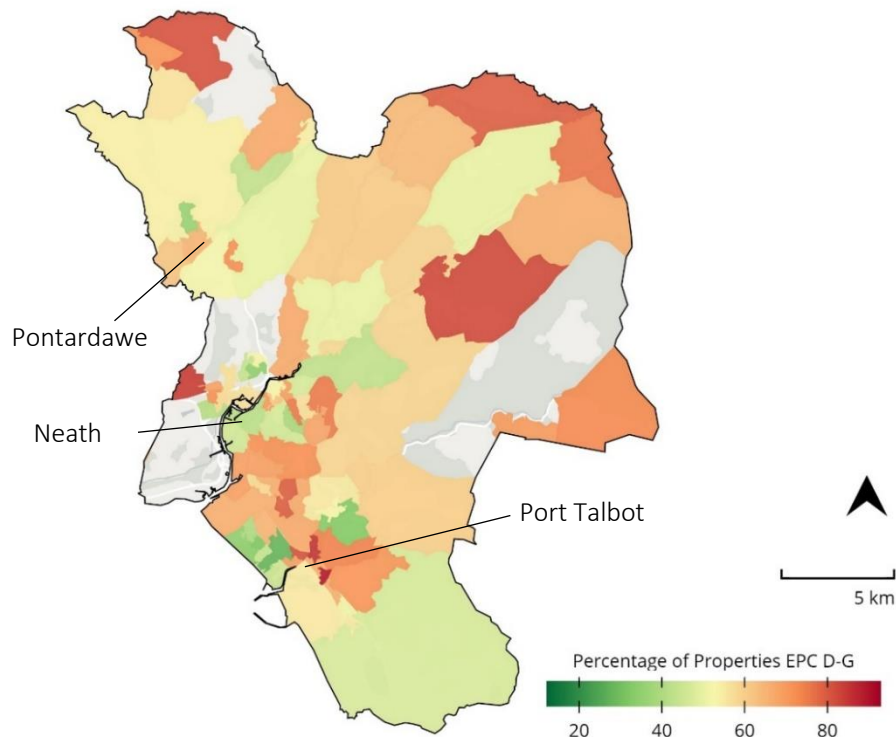 Pontardawe
Neath
Port Talbot
5 km
Percentage of Properties EPC D-G
20 40 60 80